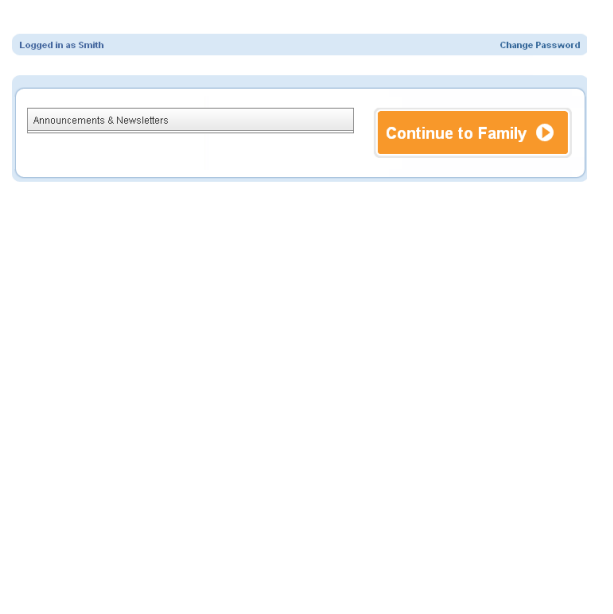 Logged in as Smith
Change Password
Announcements & Newsletters
Continue to Family